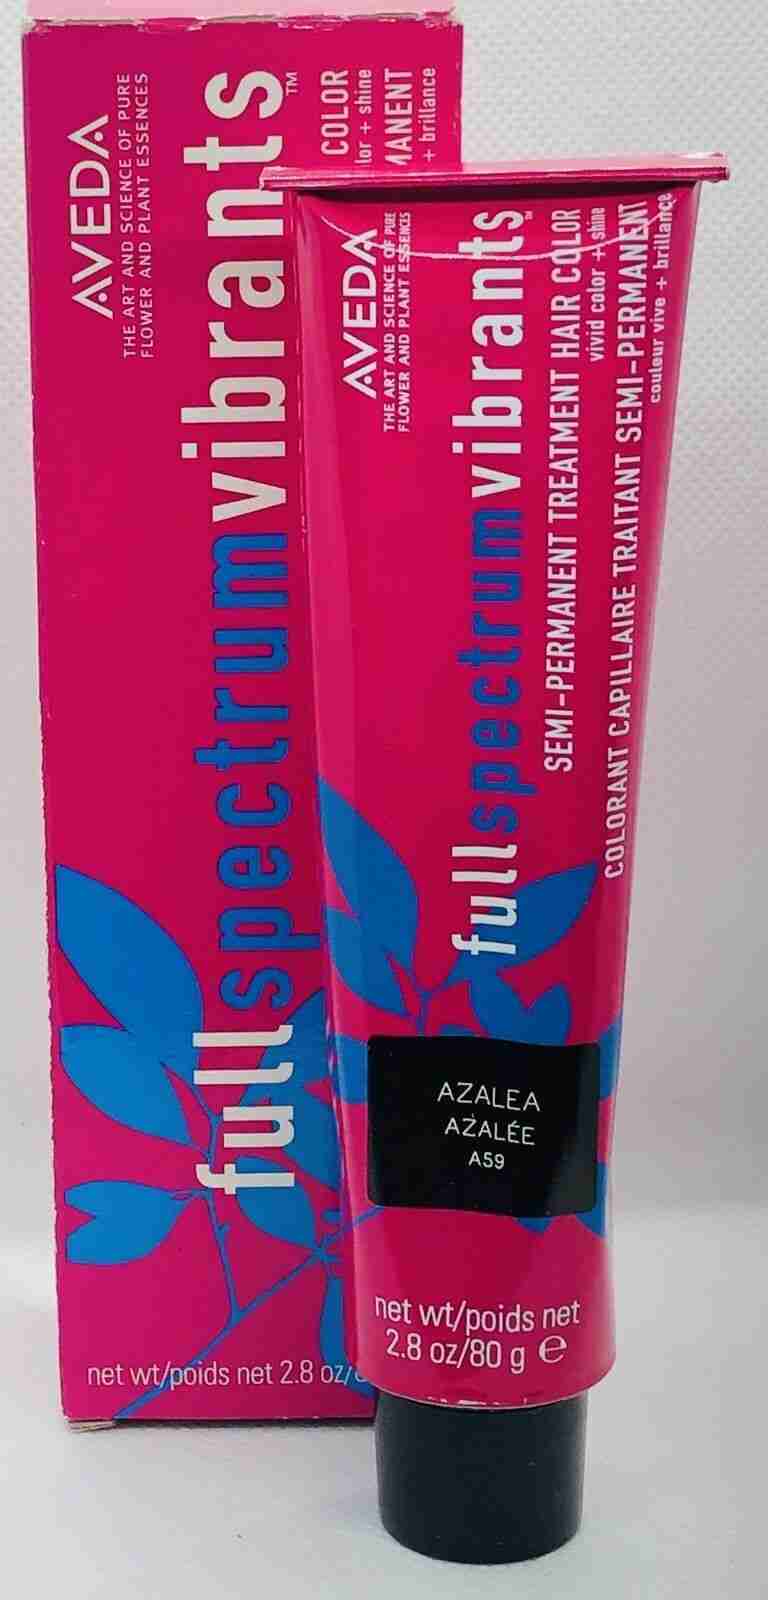 AVEDA
THE ART AND SCIENCE OF PURE
FLOWER AND PLANT ESSENCES
fullspectrumvibrants™
COLOR
+ shine
+ brillance
net wt/poids net 2.8 oz/
AVEDA
THE ART AND SCIENCE OF PURE
FLOWER AND PLANT ESSENCES
fullspectrumvibrants™
SEMI-PERMANENT TREATMENT HAIR COLOR
vivid color + shine
COLORANT CAPILLAIRE TRAITANT SEMI-PERMANENT
couleur vive + brillance
AZALEA
AZALÉE
A59
net wt/poids net
2.8 oz/80 g ℮